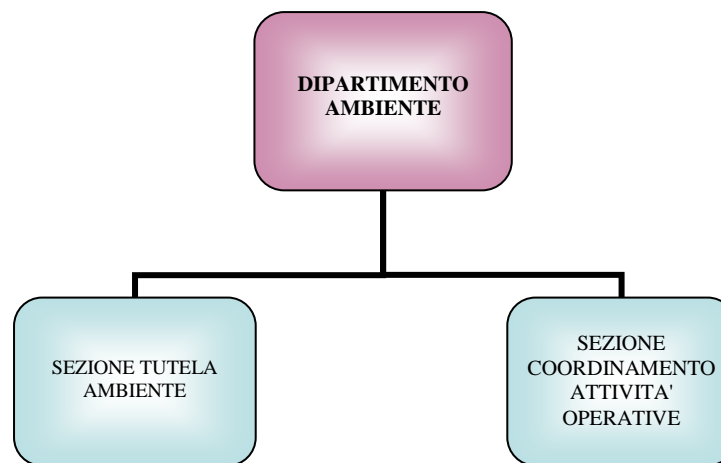 DIPARTIMENTO
AMBIENTE
SEZIONE TUTELA
AMBIENTE
SEZIONE
COORDINAMENTO
ATTIVITA'
OPERATIVE